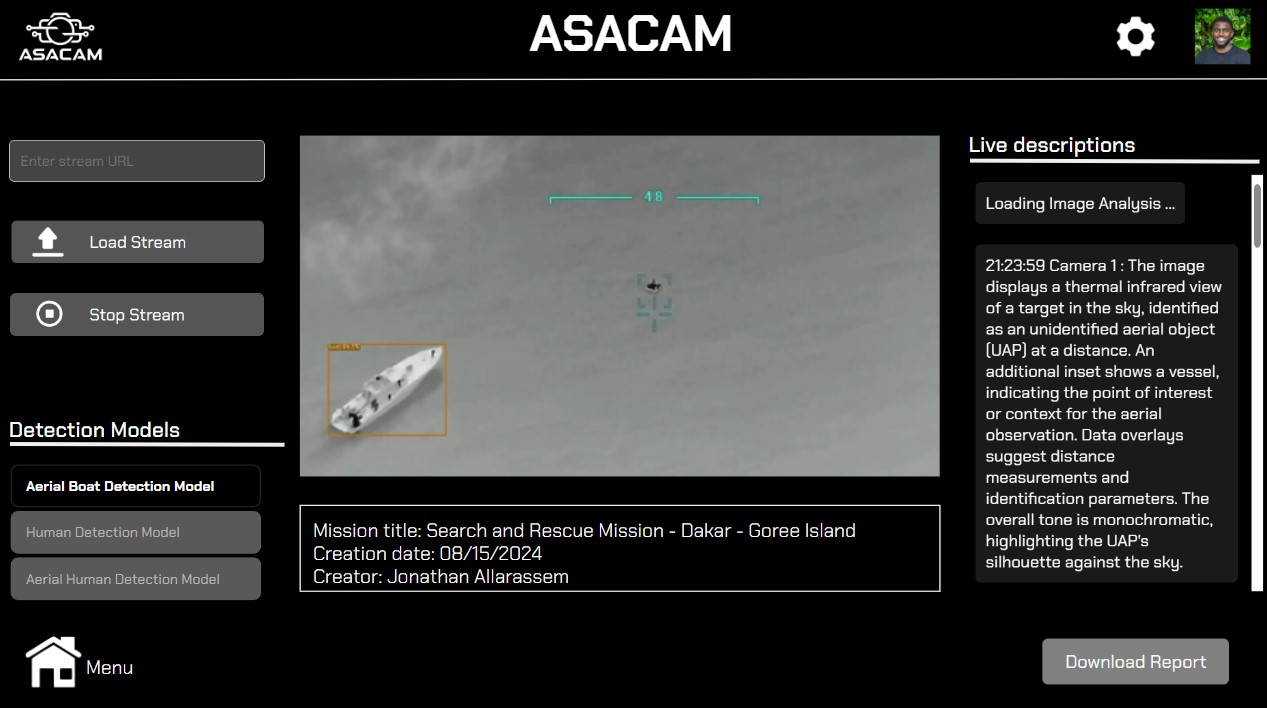 ASACAM
ASACAM
Enter stream URL
Load Stream
Stop Stream
Detection Models
Aerial Boat Detection Model
Human Detection Model
Aerial Human Detection Model
Menu
48
Mission title: Search and Rescue Mission - Dakar - Goree Island
Creation date: 08/15/2024
Creator: Jonathan Allarassem
Live descriptions
Loading Image Analysis ...
21:23:59 Camera 1 : The image
displays a thermal infrared view
of a target in the sky, identified
as an unidentified aerial object
(UAP) at a distance. An
additional inset shows a vessel,
indicating the point of interest
or context for the aerial
observation. Data overlays
suggest distance
measurements and
identification parameters. The
overall tone is monochromatic,
highlighting the UAP's
silhouette against the sky.
Download Report